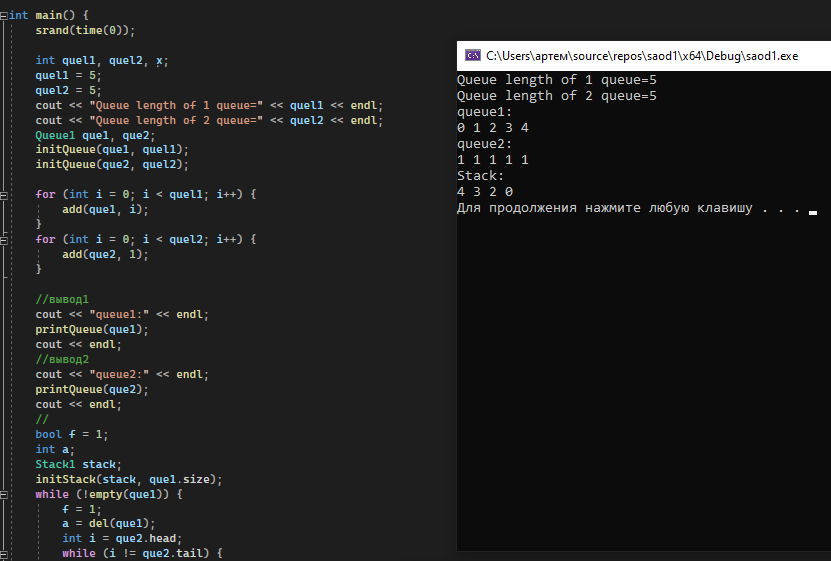 int main() {
srand(time(0));
int quel1, quel2, x;
quel1 = 5;
quel2 = 5;
cout << "Queue length of 1 queue=" << quel1 << endl;
cout << "Queue length of 2 queue=" << quel2 << endl;
Queue1 que1, que2;
initQueue(que1, quel1);
initQueue(que2, quel2);
for (int i = 0; i < quel1; i++) {
add(que1, i);
}
for (int i = 0; i < quel2; i++) {
add(que2, 1);
}
//вывод1
cout << "queue1:" << endl;
printQueue(que1);
cout << endl;
//вывод2
cout << "queue2:" << endl;
printQueue(que2);
cout << endl;
//
bool f = 1;
int a;
Stack1 stack;
initStack(stack, que1.size);
while (!empty(que1)) {
f = 1;
a = del(que1);
int i = que2.head;
while (i != que2.tail) {
C:\Users\артем\source\repos\saod1\x64\Debug\saod1.exe
Queue length of 1 queue=5
Queue length of 2 queue=5
queue1:
0 1 2 3 4
queue2:
1 1 1 1 1
Stack:
4 3 2 0
Для продолжения нажмите любую клавишу . . .